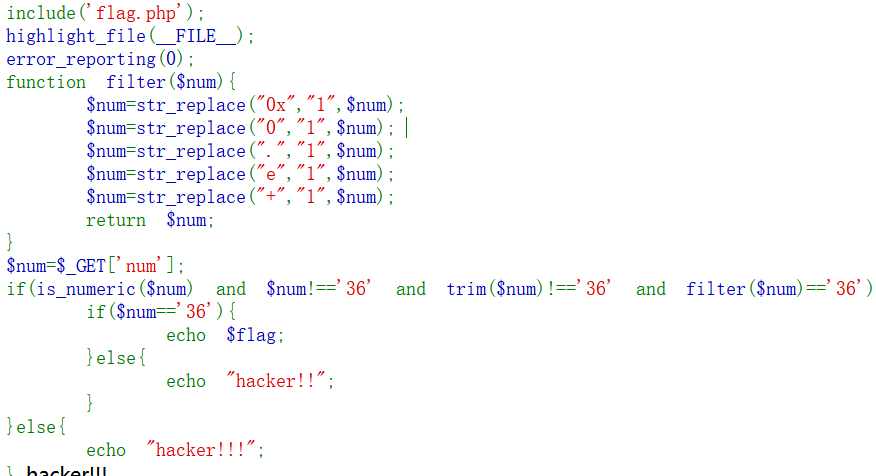 include('flag.php');
highlight_file(__FILE__);
error_reporting(0);
function filter($num){
$num=str_replace("0x","1",$num);
$num=str_replace("0","1",$num);
$num=str_replace(".","1",$num);
$num=str_replace("e","1",$num);
$num=str_replace("+","1",$num);
return $num;
}
$num=$_GET['num'];
if(is_numeric($num) and $num!=='36' and trim($num)!=='36' and filter($num)=='36')
if($num=='36'){
echo $flag;
}else{
echo "hacker!!";
}
}else{
echo "hacker!!!";
} hacker!!!